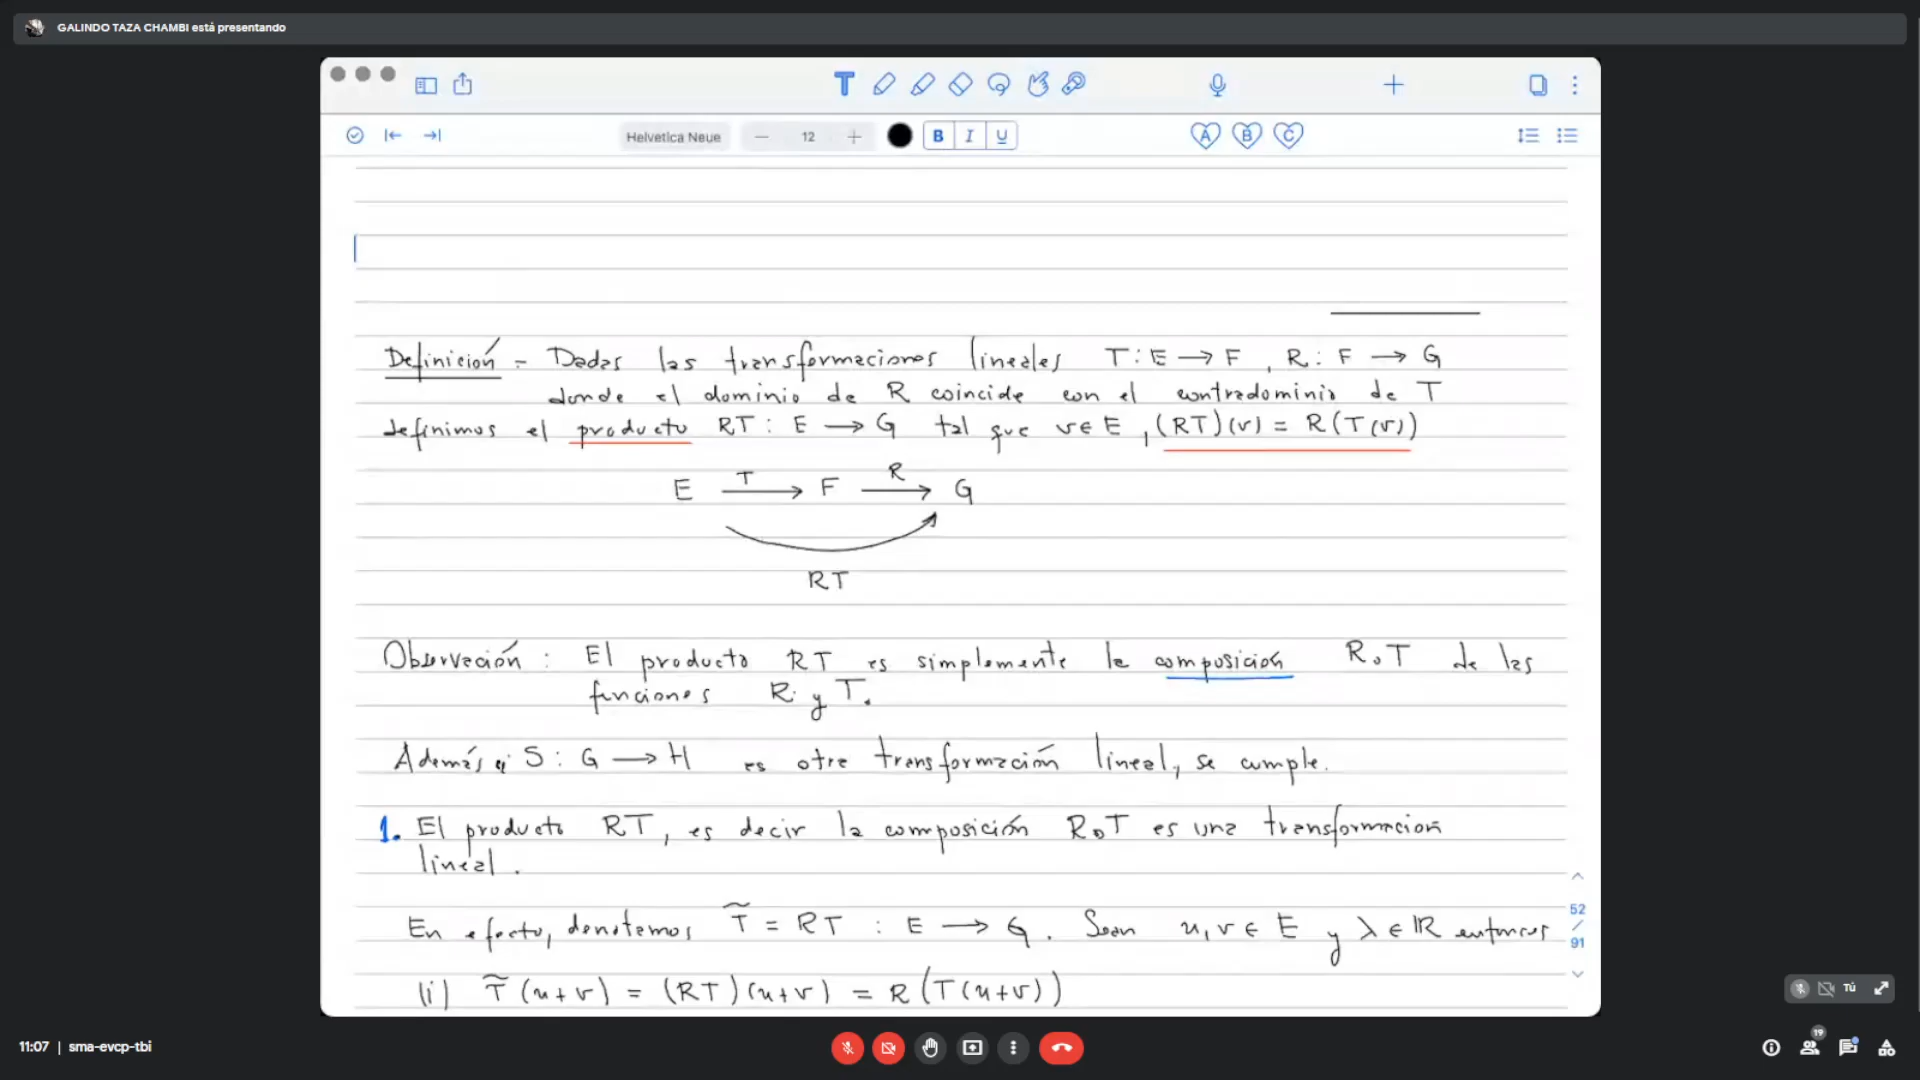 GALINDO TAZA CHAMBI está presentando
Helvetica Neue — 12 + B I U A B C
Definición = Dadas las transformaciones lineales T : E → F , R : F → G
donde el dominio de R coincide con el contradominio de T
definimos el producto RT : E → G tal que v ∈ E , (RT)(v) = R(T(v))
E T→ F R→ G
RT
Observación : El producto RT es simplemente la composición R∘T de las
funciones R y T.
Además si S : G → H es otra transformación lineal, se cumple.
1. El producto RT, es decir la composición R∘T es una transformación
lineal .
En efecto, denotemos T̃ = RT : E → G . Sean u, v ∈ E y λ ∈ ℝ entonces
52
/
91
(i) T̃ (u+v) = (RT)(u+v) = R(T(u+v))
Tú
11:07 | sma-evcp-tbi
19